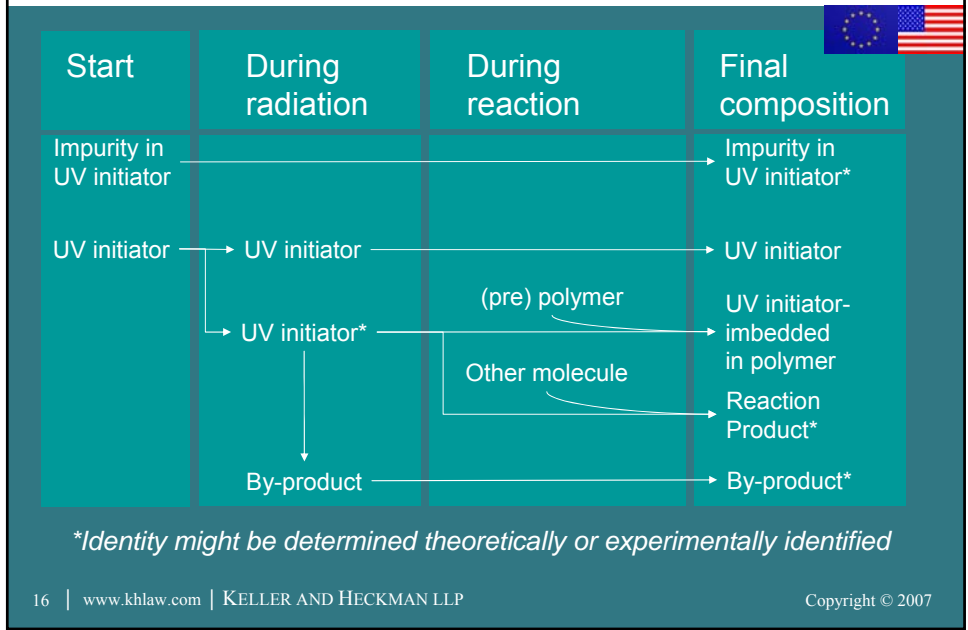 Start
During
radiation
During
reaction
Final
composition
Impurity in
UV initiator
Impurity in
UV initiator*
UV initiator
UV initiator
UV initiator
(pre) polymer
UV initiator*
UV initiator-
imbedded
in polymer
Other molecule
Reaction
Product*
By-product
By-product*
*Identity might be determined theoretically or experimentally identified
16 | www.khlaw.com | KELLER AND HECKMAN LLP
Copyright © 2007